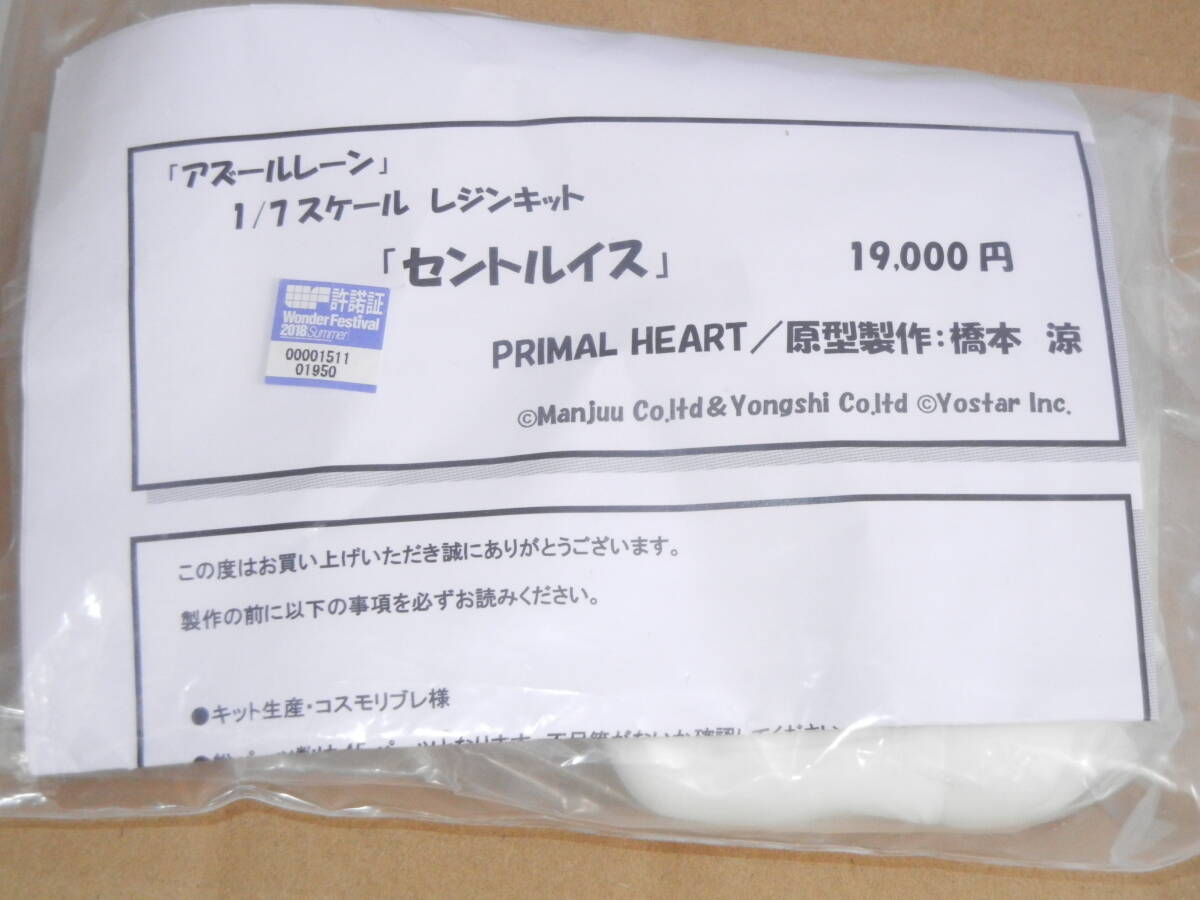 「アズールレーン」
1/7スケール レジンキット
「セントルイス」 19,000円
許諾証
Wonder Festival
2018 Summer
00001511
01950
PRIMAL HEART/原型製作:橋本 涼
©Manjuu Co.ltd&Yongshi Co.ltd ©Yostar Inc.
この度はお買い上げいただき誠にありがとうございます。
製作の前に以下の事項を必ずお読みください。
●キット生産・コスモリブレ様